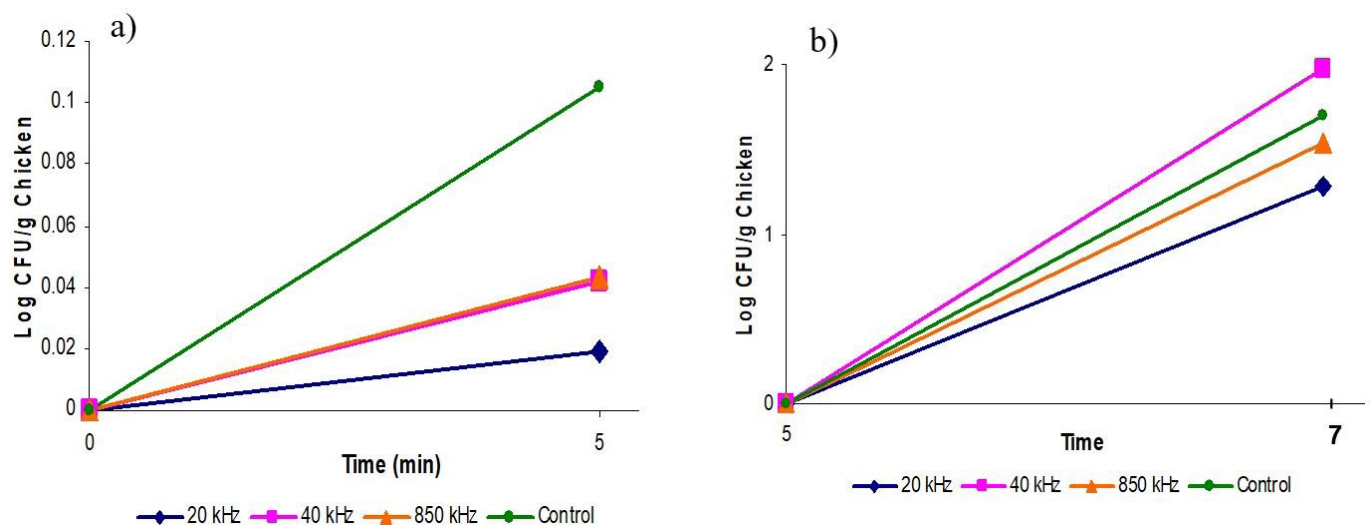 a)
Log CFU/g Chicken
0.12
0.1
0.08
0.06
0.04
0.02
0
0 5
Time (min)
20 kHz 40 kHz 850 kHz Control
b)
Log CFU/g Chicken
2
1
0
5 7
Time
20 kHz 40 kHz 850 kHz Control